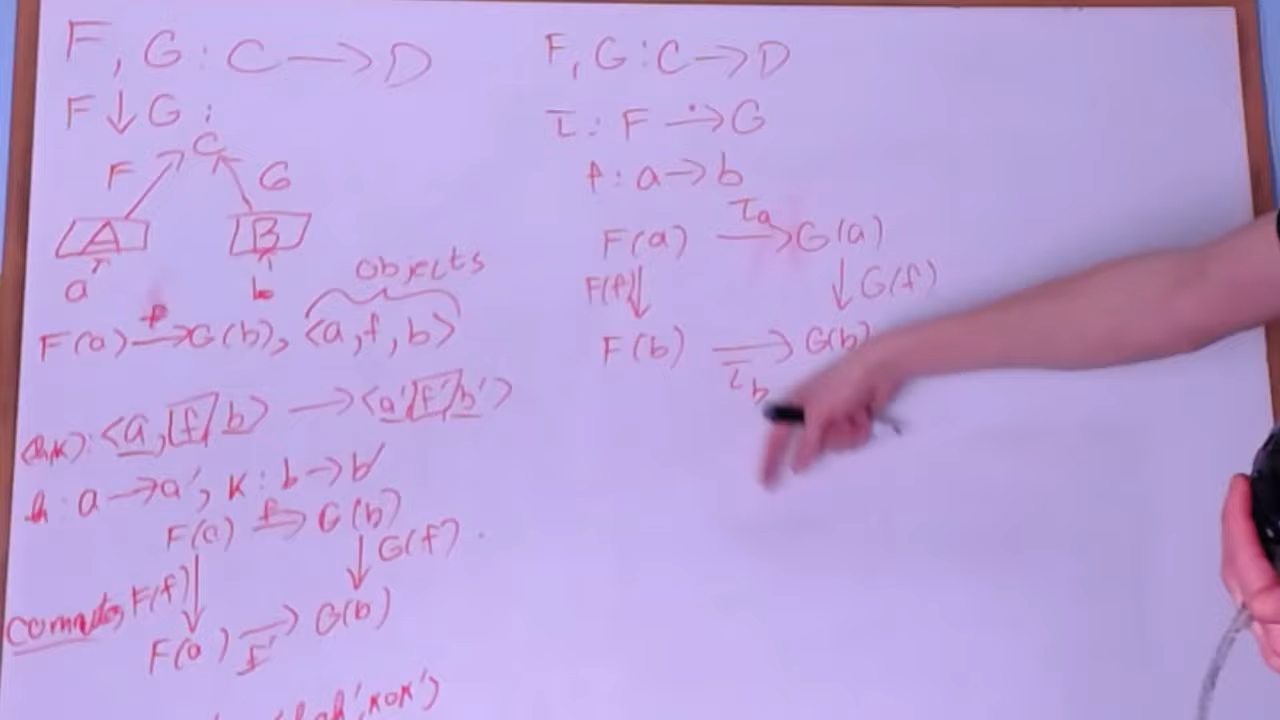 F, G : C → D
F ↓ G :
C
F G
A B
a b
objects
F(a) →f G(b), <a, f, b>
(h,k): <a, f, b> → <a', f', b'>
h : a → a', k : b → b'
F(a) →f G(b)
F(f) ↓ ↓ G(f)
commutes
F(a) →f' G(b)
k∘k')
F, G : C → D
τ : F →̇ G
f : a → b
F(a) →τa G(a)
F(f) ↓ ↓ G(f)
F(b) →τb G(b)